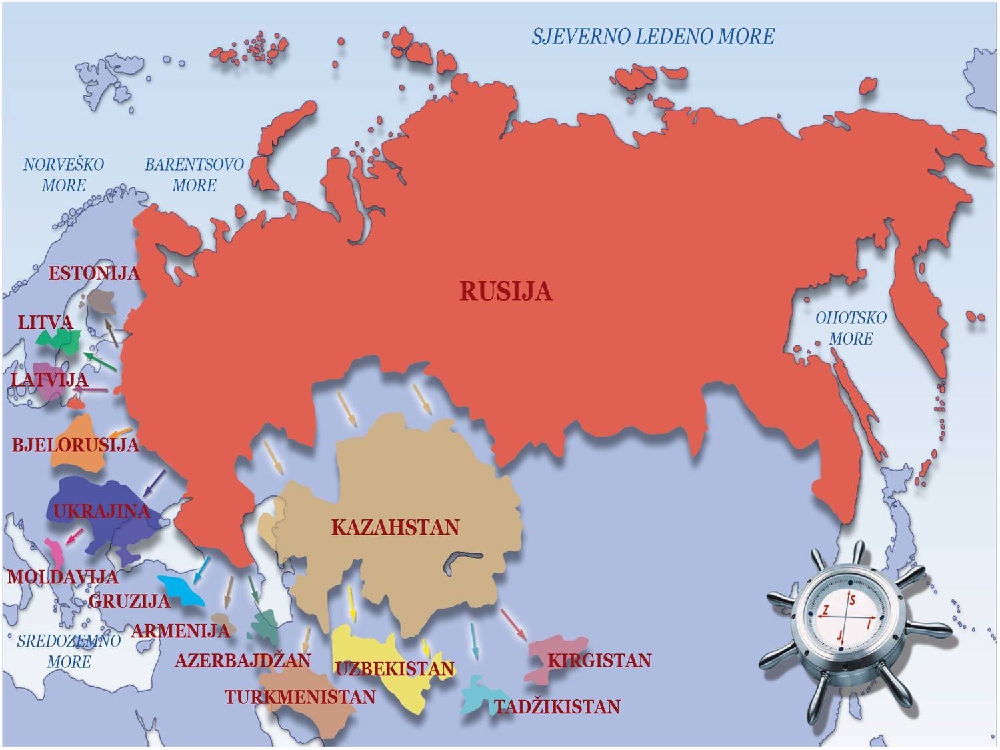 SJEVERNO LEDENO MORE
NORVEŠKO
MORE
BARENTSOVO
MORE
ESTONIJA
RUSIJA
LITVA
OHOTSKO
MORE
LATVIJA
BJELORUSIJA
UKRAJINA
KAZAHSTAN
MOLDAVIJA
GRUZIJA
ARMENIJA
SREDOZEMNO
MORE
AZERBAJDŽAN
UZBEKISTAN
KIRGISTAN
TURKMENISTAN
TADŽIKISTAN
S
Z
I
J